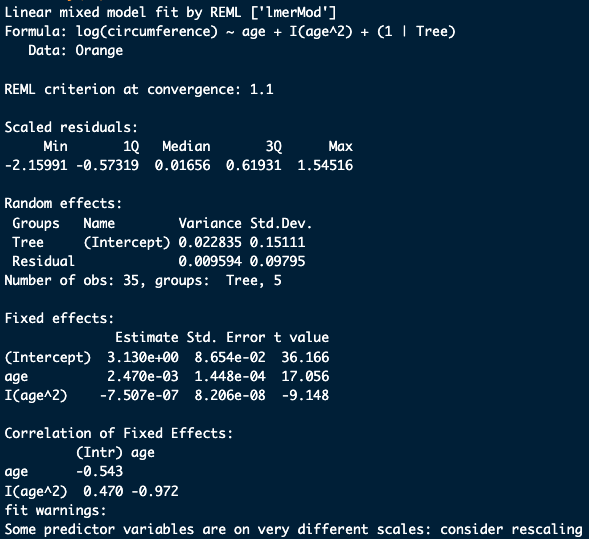 Linear mixed model fit by REML ['lmerMod']
Formula: log(circumference) ~ age + I(age^2) + (1 | Tree)
   Data: Orange

REML criterion at convergence: 1.1

Scaled residuals:
     Min       1Q   Median       3Q      Max
-2.15991 -0.57319  0.01656  0.61931  1.54516

Random effects:
 Groups   Name        Variance Std.Dev.
 Tree     (Intercept) 0.022835 0.15111
 Residual             0.009594 0.09795
Number of obs: 35, groups:  Tree, 5

Fixed effects:
              Estimate Std. Error t value
(Intercept)  3.130e+00  8.654e-02  36.166
age          2.470e-03  1.448e-04  17.056
I(age^2)    -7.507e-07  8.206e-08  -9.148

Correlation of Fixed Effects:
         (Intr) age
age      -0.543
I(age^2)  0.470 -0.972
fit warnings:
Some predictor variables are on very different scales: consider rescaling